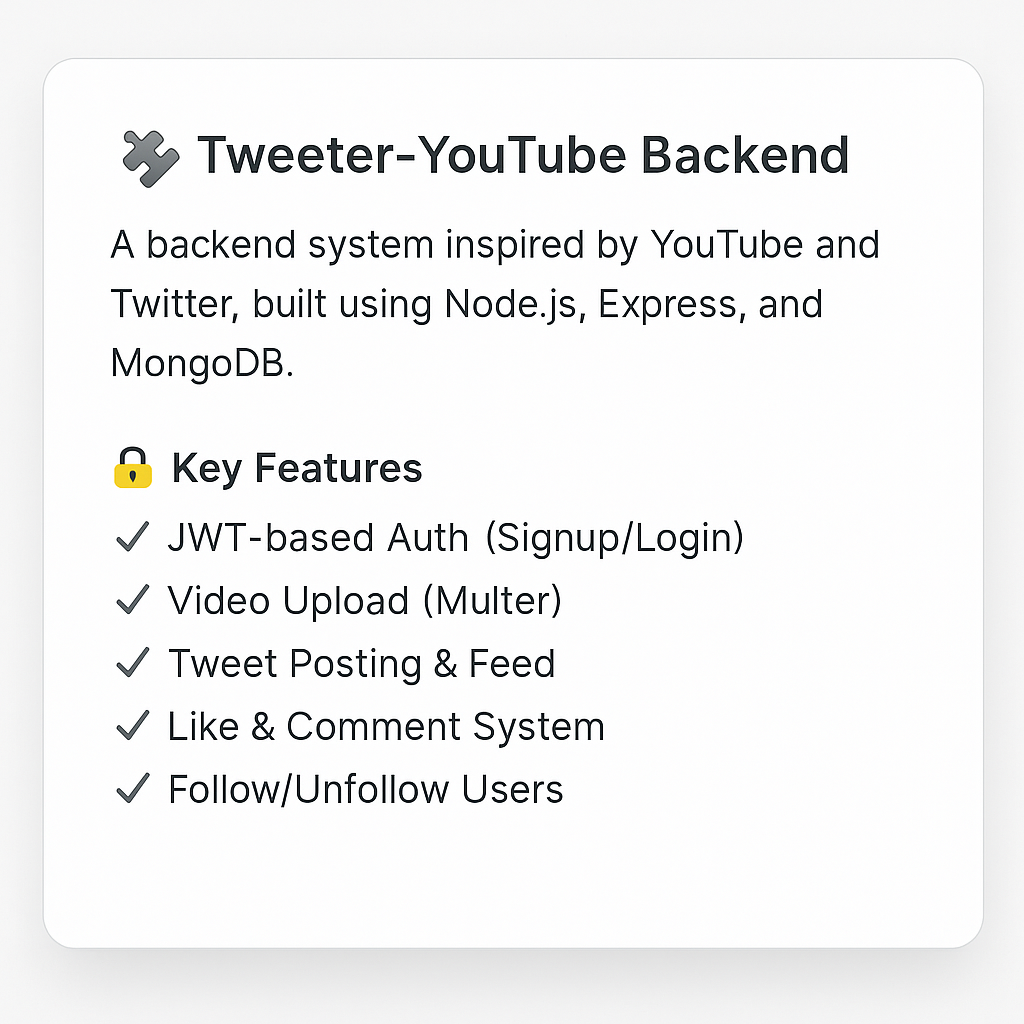 Tweeter-YouTube Backend
A backend system inspired by YouTube and
Twitter, built using Node.js, Express, and
MongoDB.
Key Features
✓ JWT-based Auth (Signup/Login)
✓ Video Upload (Multer)
✓ Tweet Posting & Feed
✓ Like & Comment System
✓ Follow/Unfollow Users